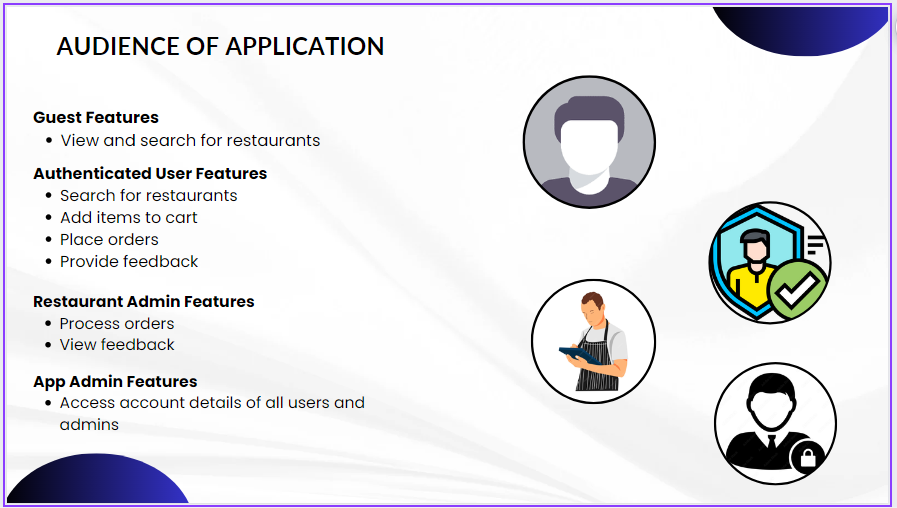 AUDIENCE OF APPLICATION
Guest Features
• View and search for restaurants
Authenticated User Features
• Search for restaurants
• Add items to cart
• Place orders
• Provide feedback
Restaurant Admin Features
• Process orders
• View feedback
App Admin Features
• Access account details of all users and
admins